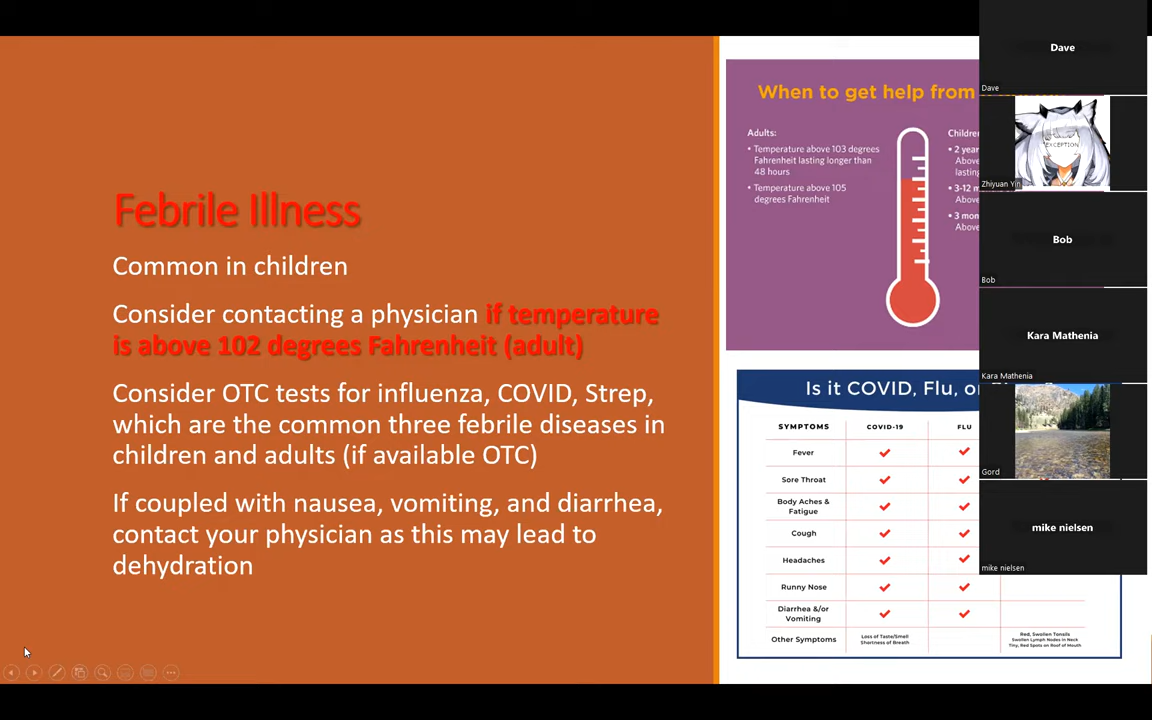 Febrile Illness
Common in children
Consider contacting a physician if temperature
is above 102 degrees Fahrenheit (adult)
Consider OTC tests for influenza, COVID, Strep,
which are the common three febrile diseases in
children and adults (if available OTC)
If coupled with nausea, vomiting, and diarrhea,
contact your physician as this may lead to
dehydration
When to get help from
Adults:
• Temperature above 103 degrees
Fahrenheit lasting longer than
48 hours
• Temperature above 105
degrees Fahrenheit
Children
• 2 year
Above
lasting
• 3-12 m
Above
• 3 mon
Above
Is it COVID, Flu, or
SYMPTOMS COVID-19 FLU
Fever
Sore Throat
Body Aches &
Fatigue
Cough
Headaches
Runny Nose
Diarrhea &/or
Vomiting
Other Symptoms
Loss of Taste/Smell
Shortness of Breath
Red, Swollen Tonsils
Swollen Lymph Nodes in Neck
Tiny, Red Spots on Roof of Mouth
Dave
Dave
EXCEPTION
Zhiyuan Yin
Bob
Bob
Kara Mathenia
Kara Mathenia
Gord
mike nielsen
mike nielsen